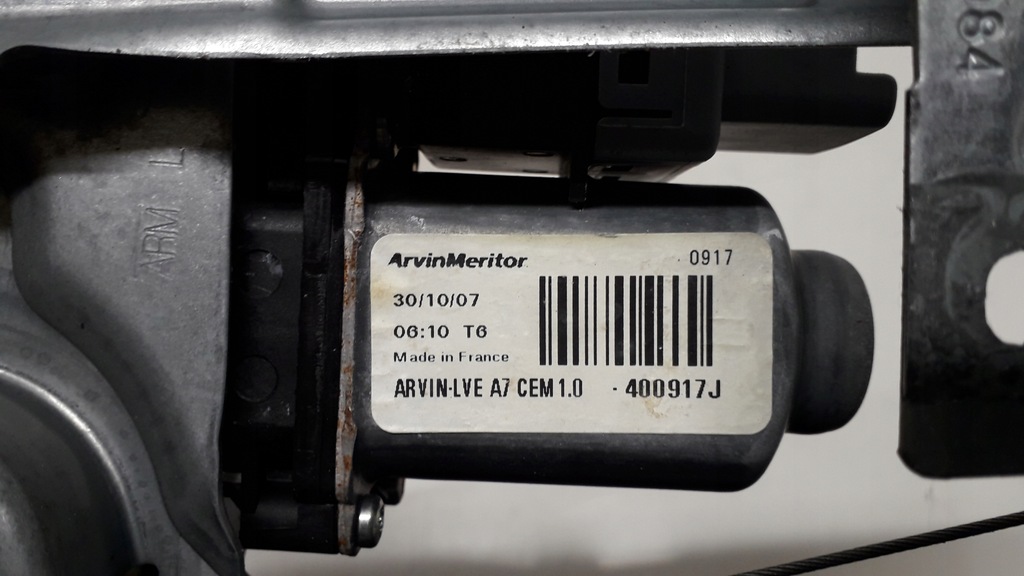 84
ARM L
ArvinMeritor 0917
30/10/07
06:10 T6
Made in France
ARVIN-LVE A7 CEM 1.0 - 400917J